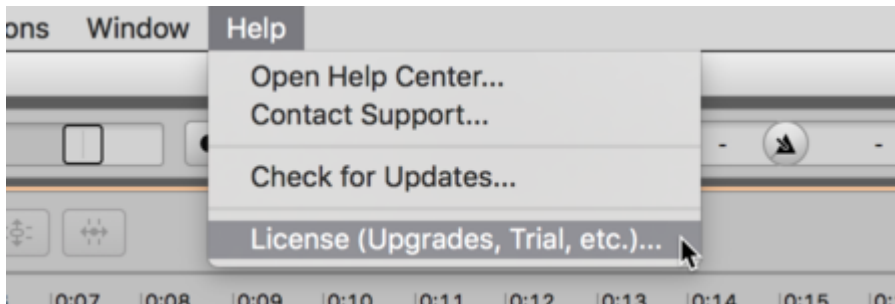 ons Window Help
Open Help Center...
Contact Support...
Check for Updates...
License (Upgrades, Trial, etc.)...
0:07 0:08 0:09 0:10 0:11 0:12 0:13 0:14 0:15